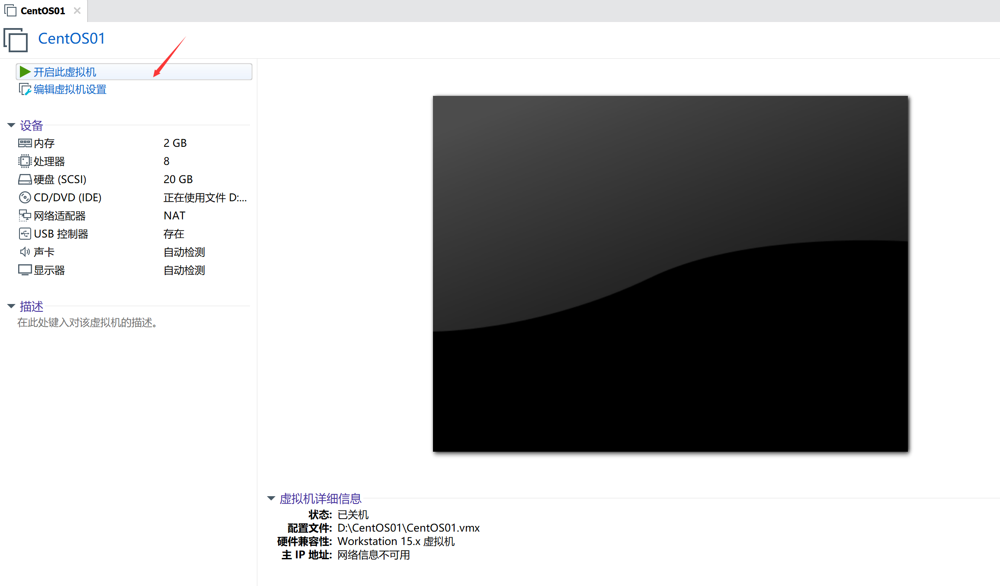 CentOS01
CentOS01
开启此虚拟机
编辑虚拟机设置
设备
内存 2 GB
处理器 8
硬盘 (SCSI) 20 GB
CD/DVD (IDE) 正在使用文件 D:...
网络适配器 NAT
USB 控制器 存在
声卡 自动检测
显示器 自动检测
描述
在此处键入对该虚拟机的描述。
虚拟机详细信息
状态: 已关机
配置文件: D:\CentOS01\CentOS01.vmx
硬件兼容性: Workstation 15.x 虚拟机
主 IP 地址: 网络信息不可用